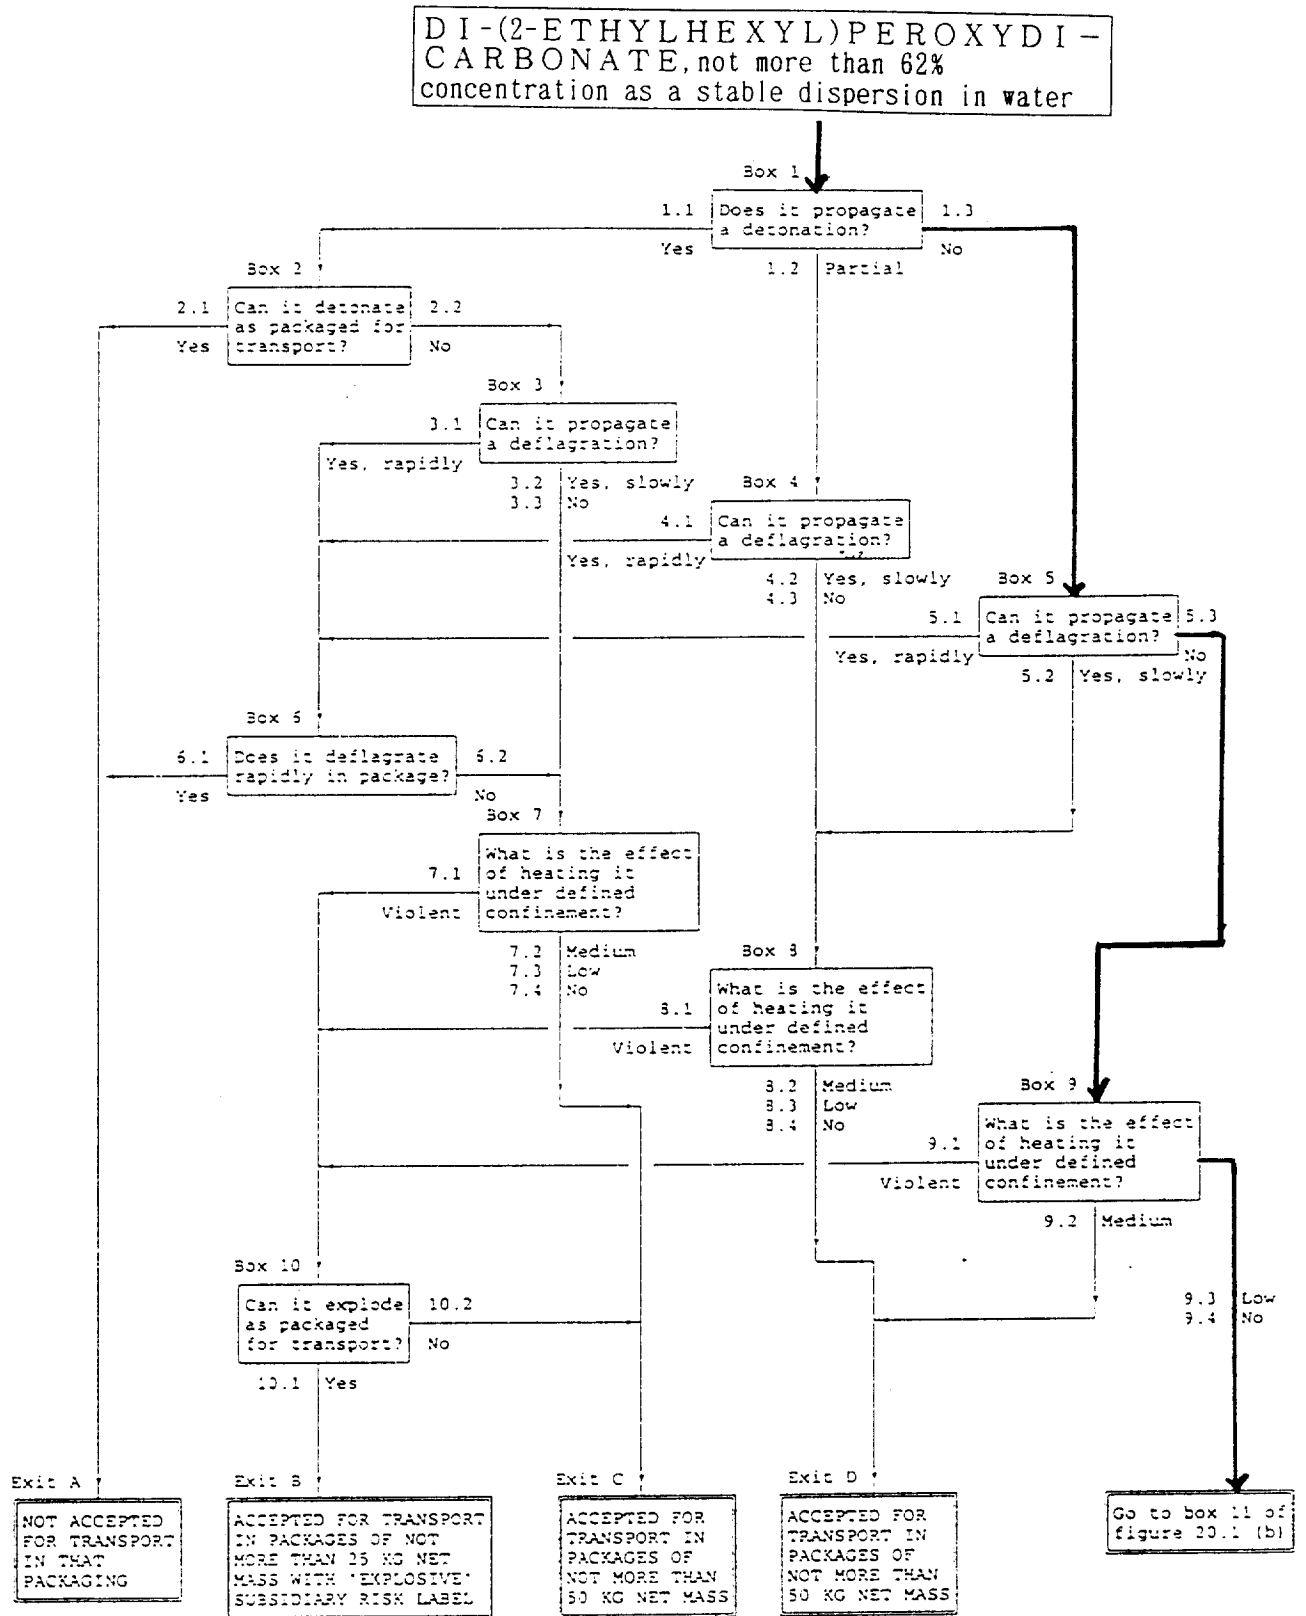 DI-(2-ETHYLHEXYL)PEROXYDI-
CARBONATE, not more than 62%
concentration as a stable dispersion in water
Box 1
1.1
Does it propagate
a detonation?
1.3
Yes
No
1.2 Partial
Box 2
2.1
Can it detonate
as packaged for
transport?
2.2
Yes
No
Box 3
3.1
Can it propagate
a deflagration?
Yes, rapidly
3.2 Yes, slowly
3.3 No
Box 4
4.1
Can it propagate
a deflagration?
Yes, rapidly
4.2 Yes, slowly
4.3 No
Box 5
5.1
Can it propagate
a deflagration?
5.3
Yes, rapidly
No
5.2 Yes, slowly
Box 6
6.1
Does it deflagrate
rapidly in package?
6.2
Yes
No
Box 7
7.1
What is the effect
of heating it
under defined
confinement?
Violent
7.2 Medium
7.3 Low
7.4 No
Box 8
8.1
What is the effect
of heating it
under defined
confinement?
Violent
8.2 Medium
8.3 Low
8.4 No
Box 9
9.1
What is the effect
of heating it
under defined
confinement?
Violent
9.2 Medium
9.3 Low
9.4 No
Box 10
Can it explode
as packaged
for transport?
10.2
No
10.1 Yes
Exit A
NOT ACCEPTED
FOR TRANSPORT
IN THAT
PACKAGING
Exit B
ACCEPTED FOR TRANSPORT
IN PACKAGES OF NOT
MORE THAN 25 KG NET
MASS WITH "EXPLOSIVE"
SUBSIDIARY RISK LABEL
Exit C
ACCEPTED FOR
TRANSPORT IN
PACKAGES OF
NOT MORE THAN
50 KG NET MASS
Exit D
ACCEPTED FOR
TRANSPORT IN
PACKAGES OF
NOT MORE THAN
50 KG NET MASS
Go to box 11 of
figure 20.1 (b)